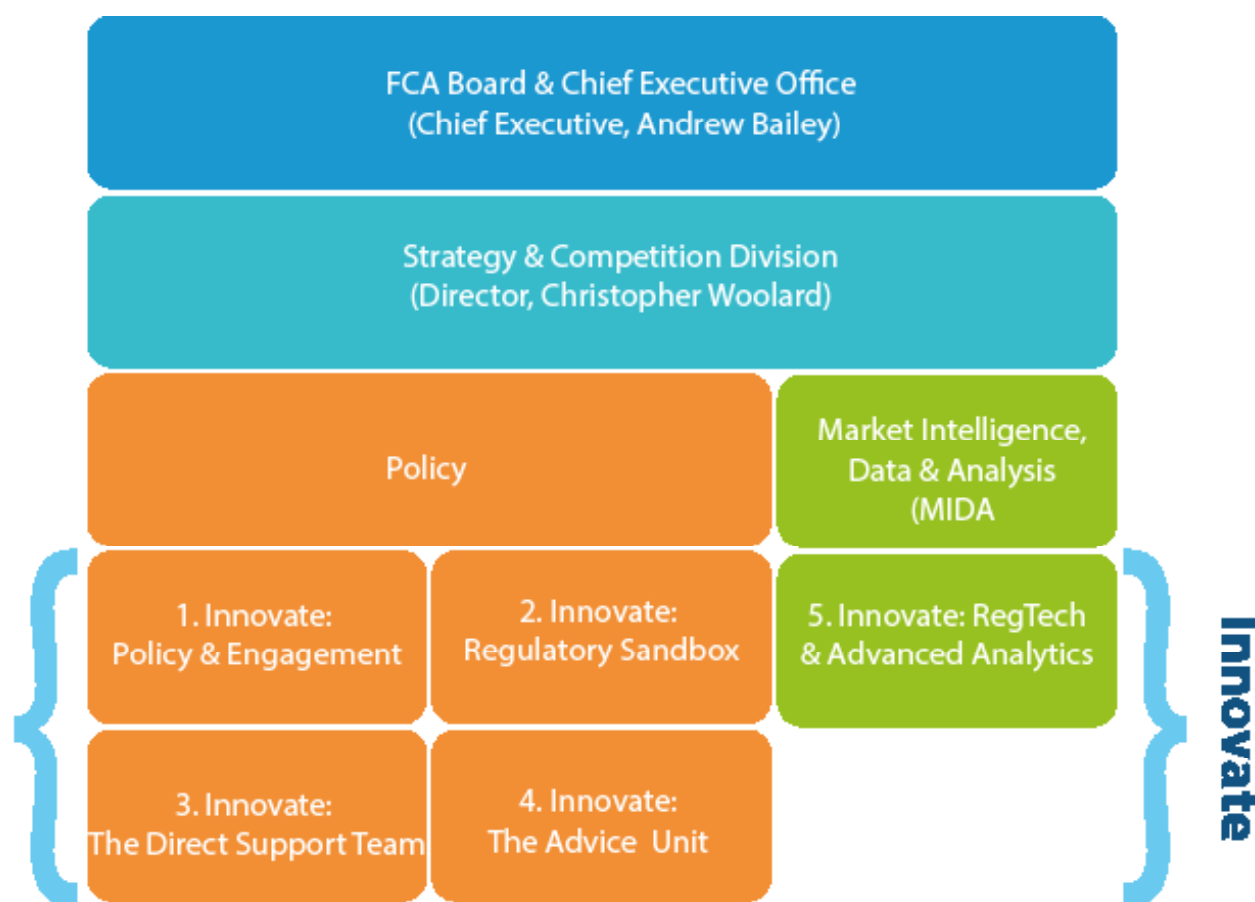 FCA Board & Chief Executive Office
(Chief Executive, Andrew Bailey)
Strategy & Competition Division
(Director, Christopher Woolard)
Policy
Market Intelligence,
Data & Analysis
(MIDA
1. Innovate:
Policy & Engagement
2. Innovate:
Regulatory Sandbox
5. Innovate: RegTech
& Advanced Analytics
3. Innovate:
The Direct Support Team
4. Innovate:
The Advice Unit
Innovate